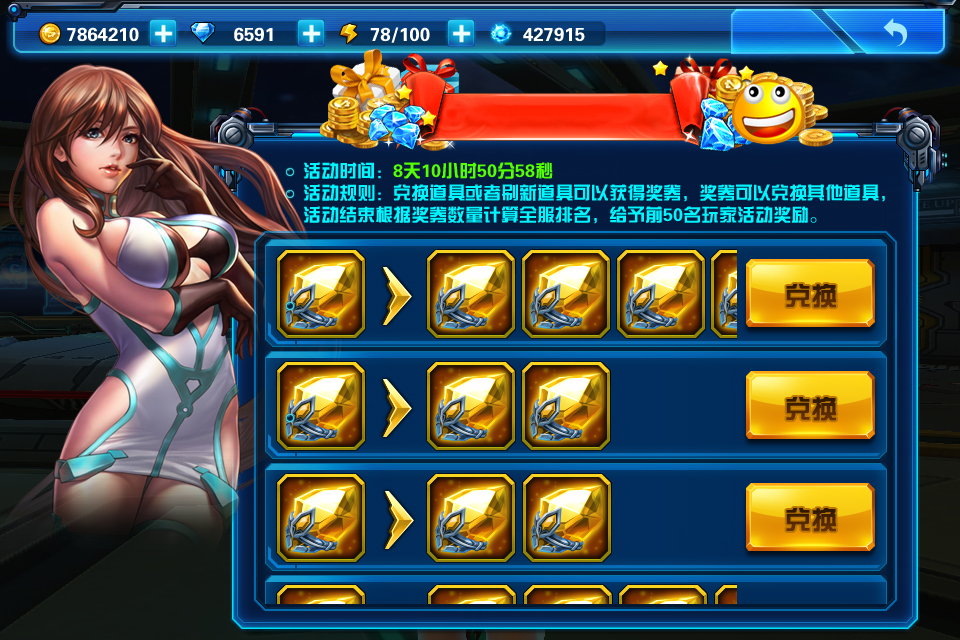 7864210 6591 78/100 427915
活动时间：8天10小时50分58秒
活动规则：兑换道具或者刷新道具可以获得奖券，奖券可以兑换其他道具，
活动结束根据奖券数量计算全服排名，给予前50名玩家活动奖励。
兑换
兑换
兑换